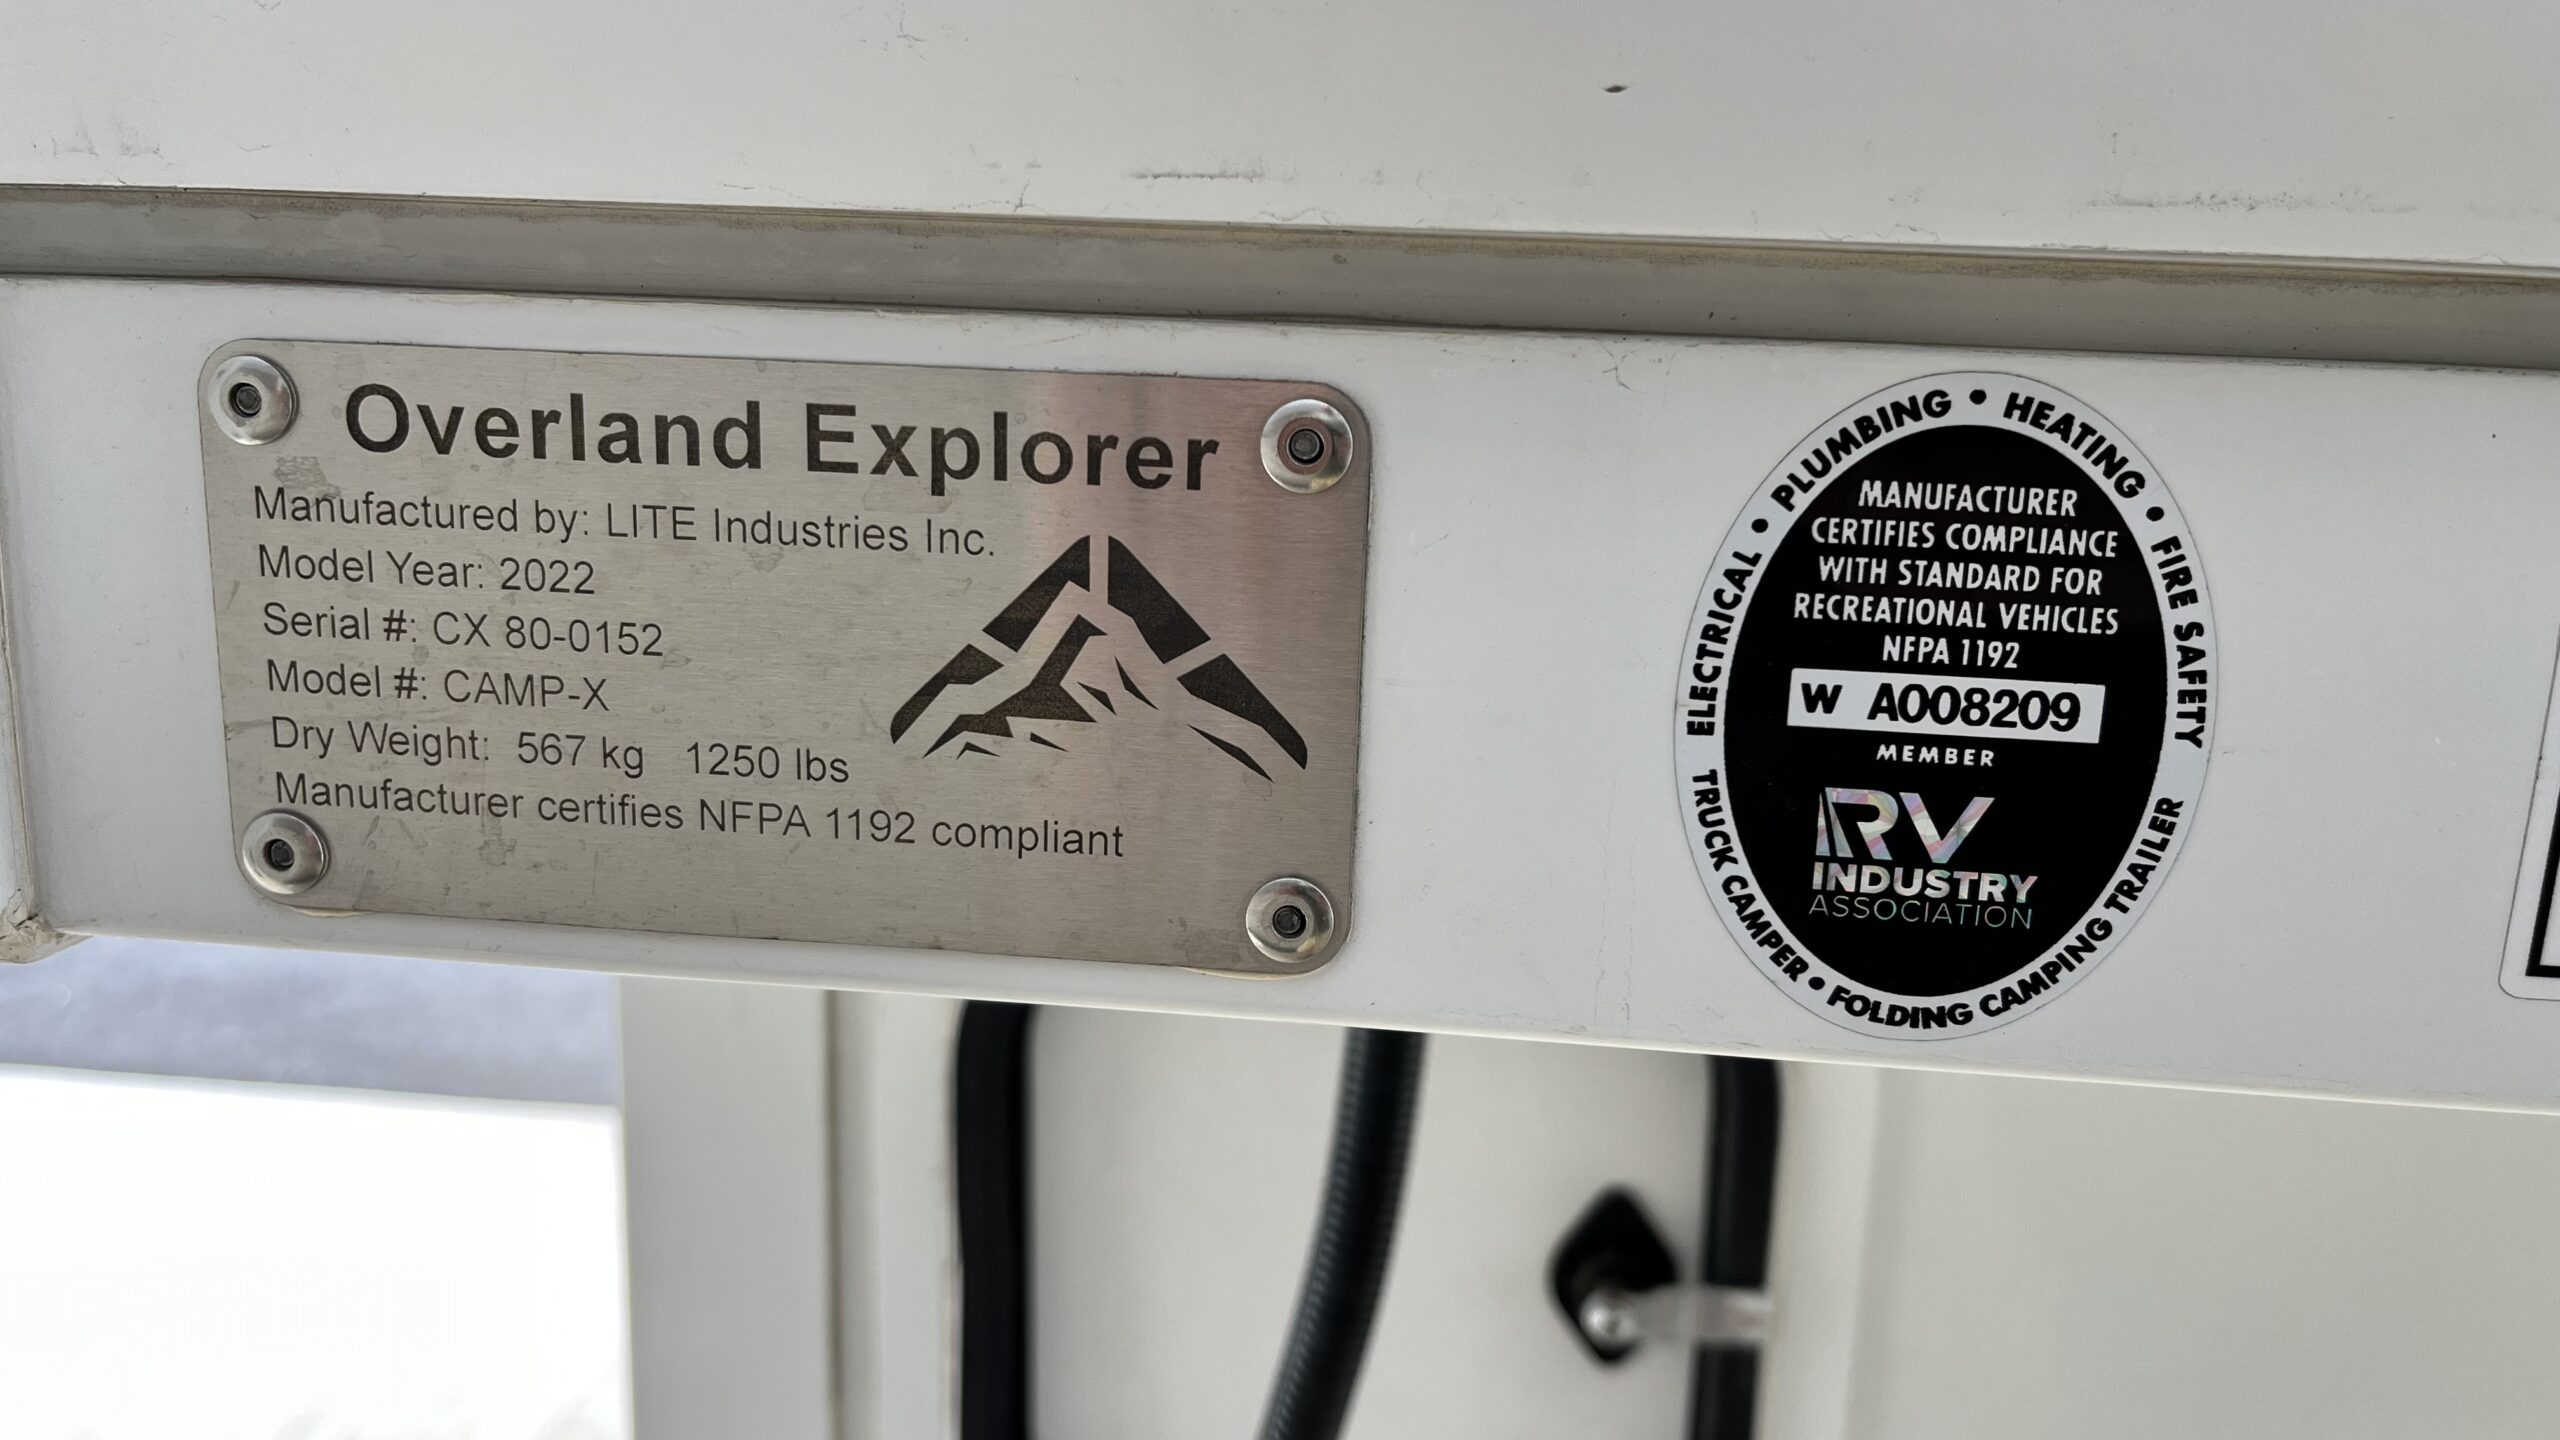 Overland Explorer
Manufactured by: LITE Industries Inc.
Model Year: 2022
Serial #: CX 80-0152
Model #: CAMP-X
Dry Weight: 567 kg 1250 lbs
Manufacturer certifies NFPA 1192 compliant
ELECTRICAL • PLUMBING • HEATING • FIRE SAFETY
MANUFACTURER
CERTIFIES COMPLIANCE
WITH STANDARD FOR
RECREATIONAL VEHICLES
NFPA 1192
W A008209
MEMBER
RV
INDUSTRY
ASSOCIATION
TRUCK CAMPER • FOLDING CAMPING TRAILER